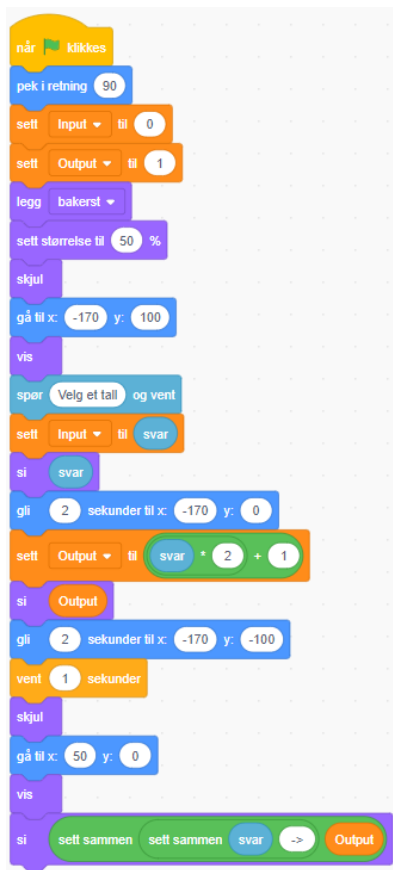 når klikkes
pek i retning 90
sett Input til 0
sett Output til 1
legg bakerst
sett størrelse til 50 %
skjul
gå til x: -170 y: 100
vis
spør Velg et tall og vent
sett Input til svar
si svar
gli 2 sekunder til x: -170 y: 0
sett Output til svar * 2 + 1
si Output
gli 2 sekunder til x: -170 y: -100
vent 1 sekunder
skjul
gå til x: 50 y: 0
vis
si sett sammen sett sammen svar -> Output